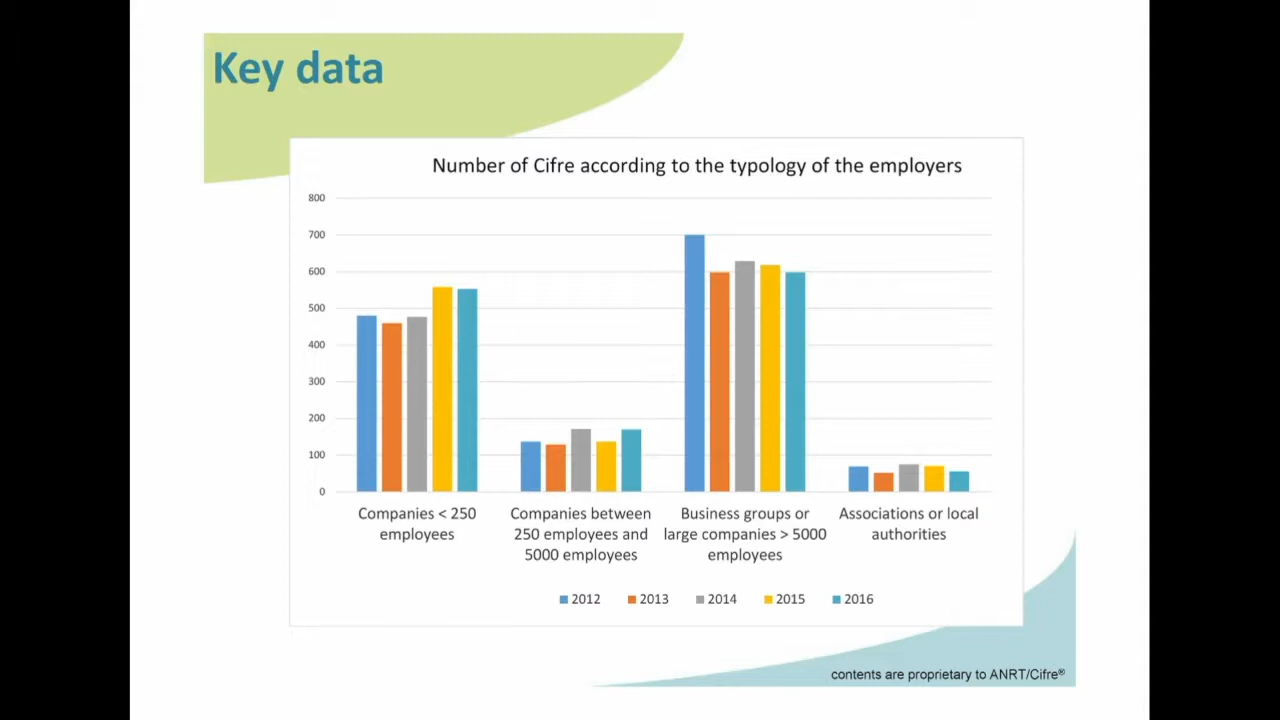 Key data
Number of Cifre according to the typology of the employers
800
700
600
500
400
300
200
100
0
Companies < 250
employees
Companies between
250 employees and
5000 employees
Business groups or
large companies > 5000
employees
Associations or local
authorities
2012 2013 2014 2015 2016
contents are proprietary to ANRT/Cifre®